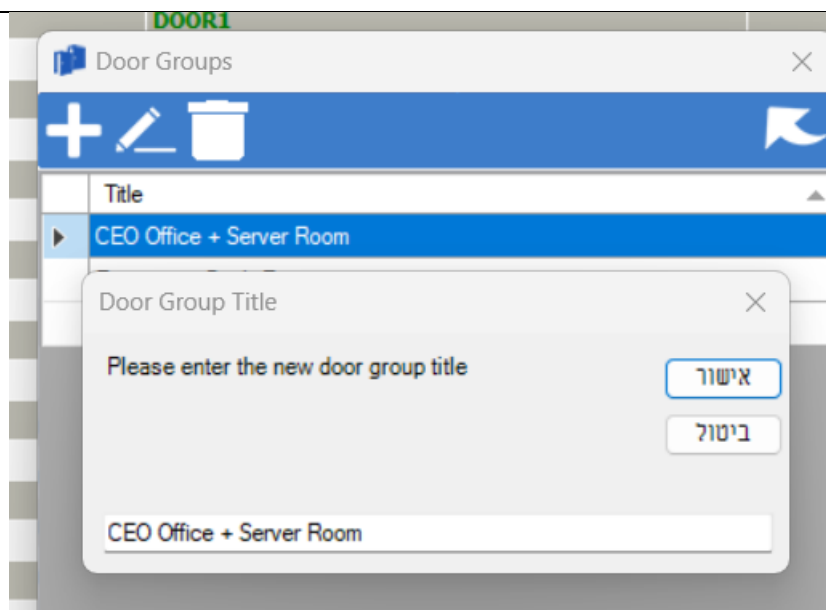 DOOR1
Door Groups
Title
CEO Office + Server Room
Door Group Title
Please enter the new door group title
אישור
ביטול
CEO Office + Server Room